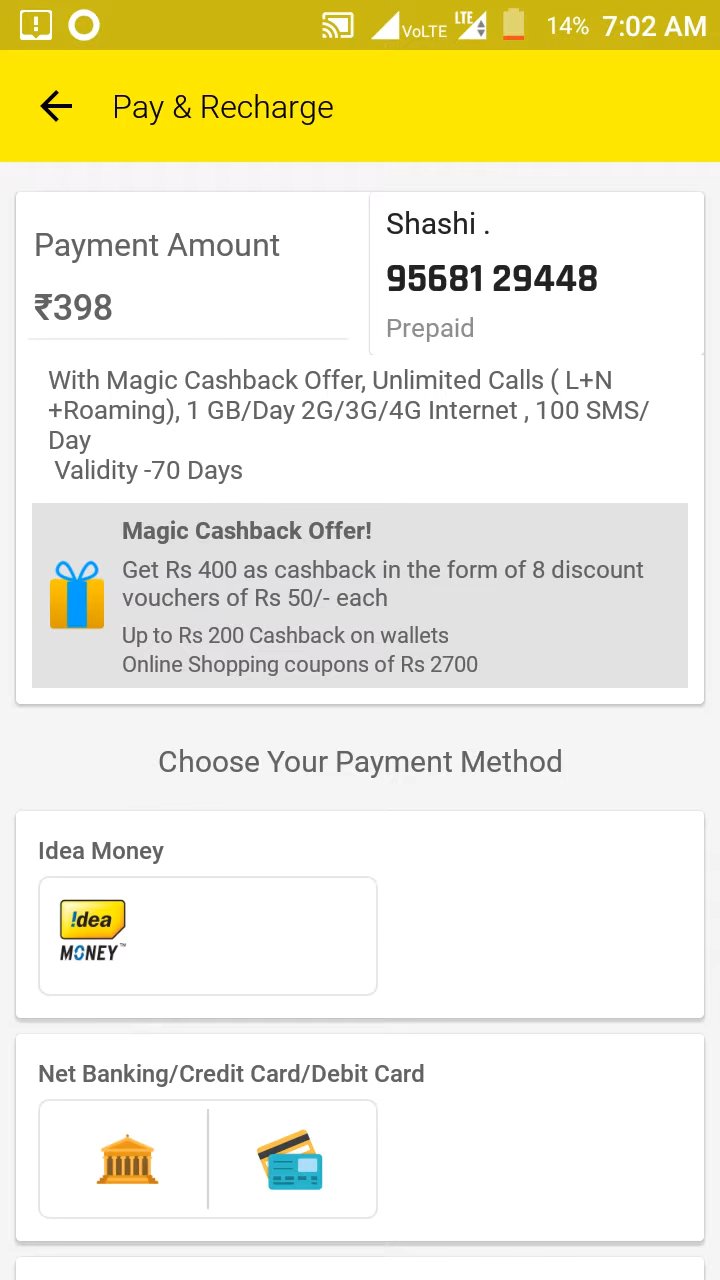 VoLTE LTE 14% 7:02 AM
Pay & Recharge
Payment Amount
₹398
Shashi .
95681 29448
Prepaid
With Magic Cashback Offer, Unlimited Calls ( L+N
+Roaming), 1 GB/Day 2G/3G/4G Internet , 100 SMS/
Day
Validity -70 Days
Magic Cashback Offer!
Get Rs 400 as cashback in the form of 8 discount
vouchers of Rs 50/- each
Up to Rs 200 Cashback on wallets
Online Shopping coupons of Rs 2700
Choose Your Payment Method
Idea Money
!dea
MONEY™
Net Banking/Credit Card/Debit Card